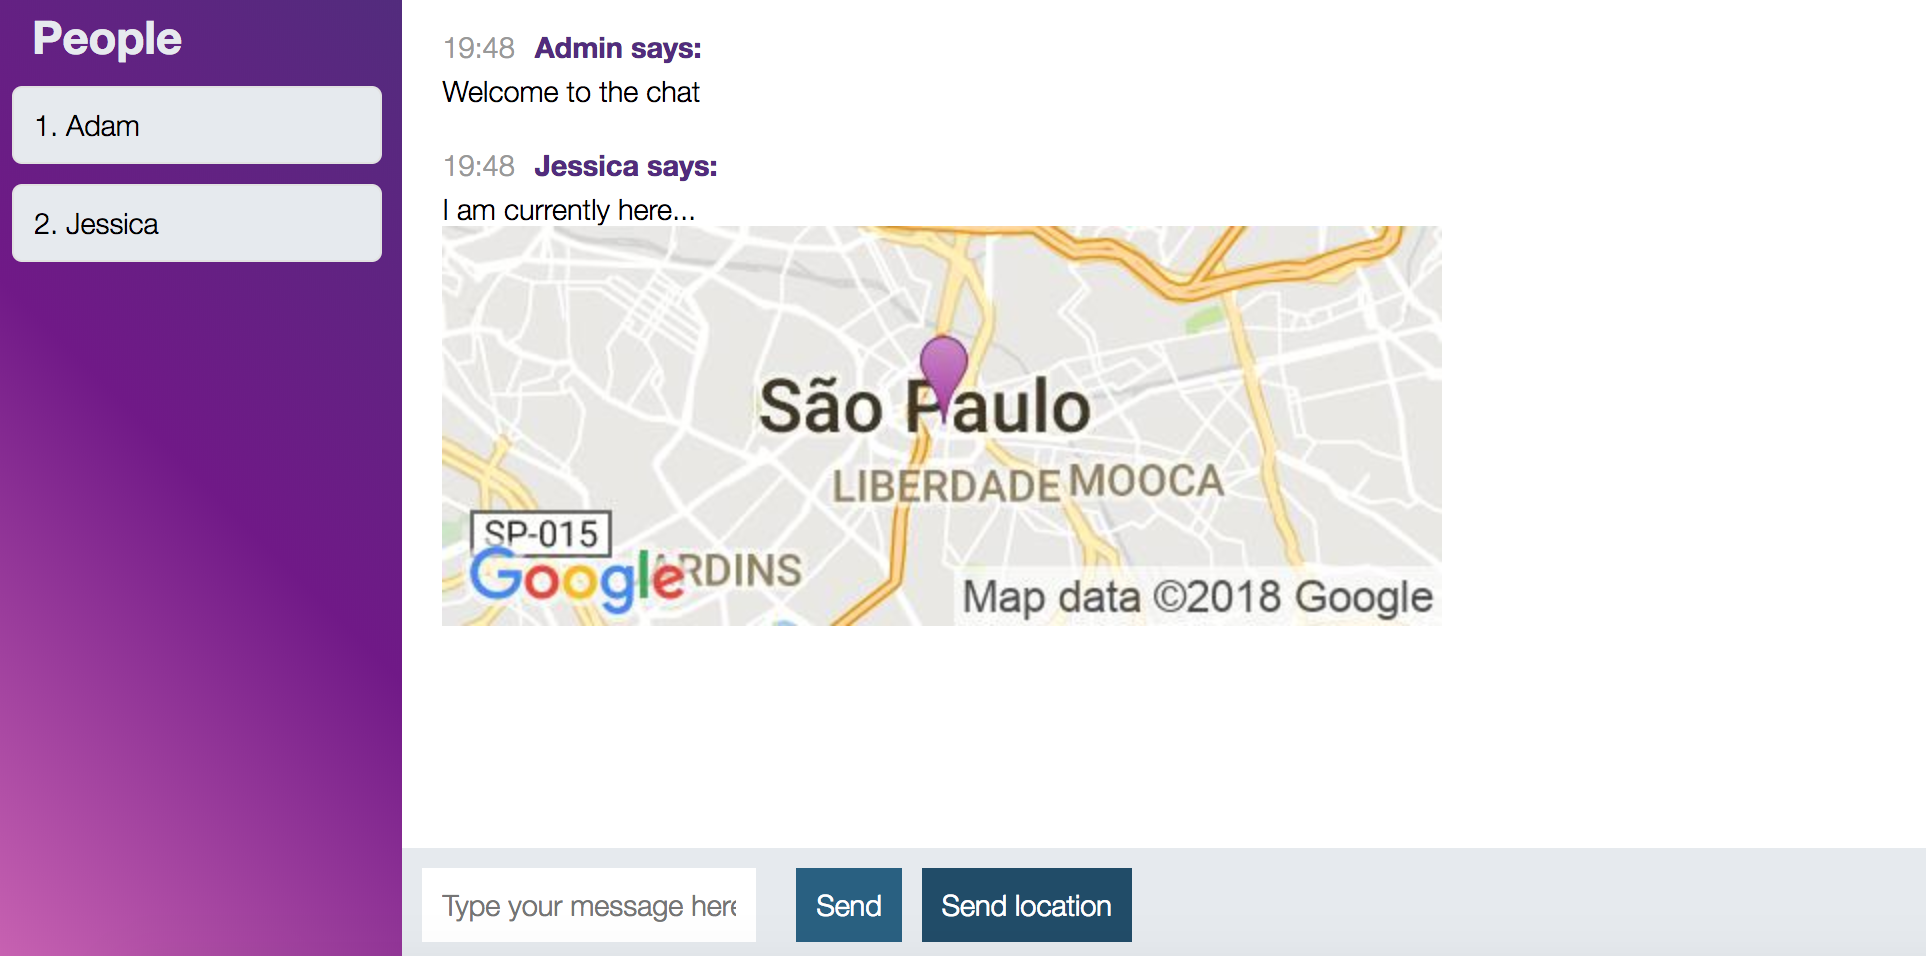 People
1. Adam
2. Jessica
19:48 Admin says:
Welcome to the chat
19:48 Jessica says:
I am currently here...
São Paulo
LIBERDADE MOOCA
SP-015
Google ARDINS
Map data ©2018 Google
Type your message here
Send
Send location